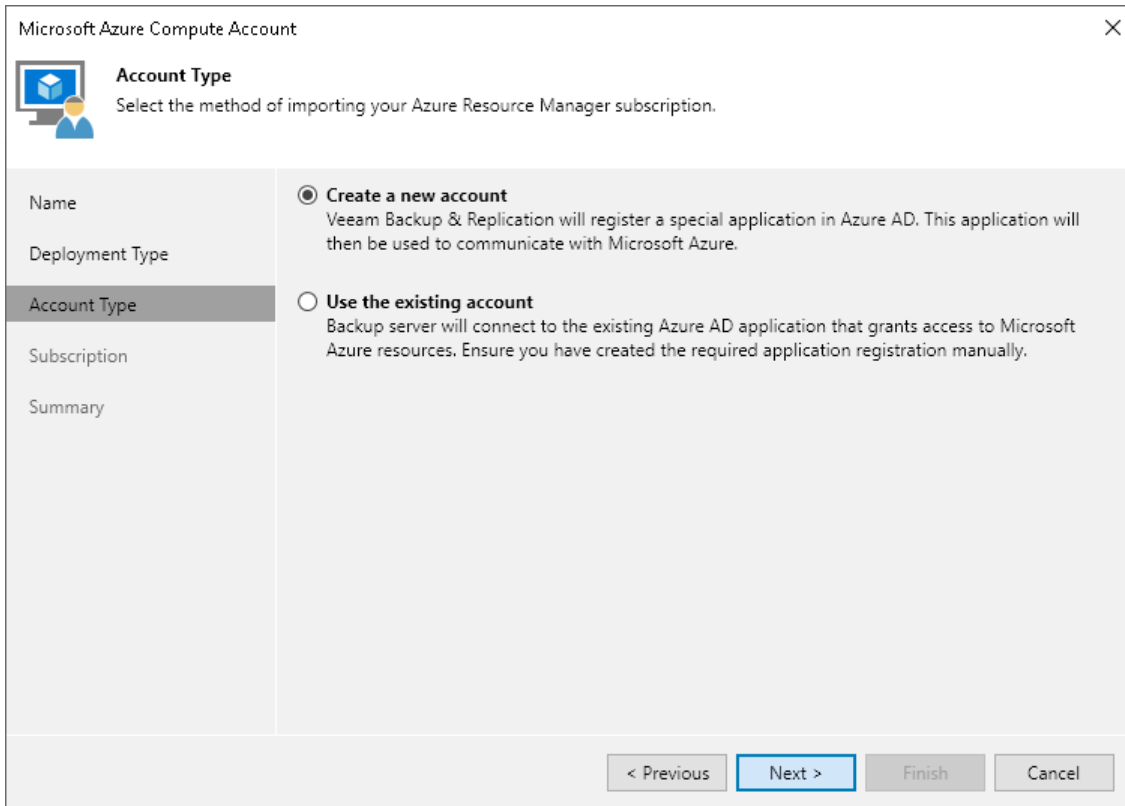 Microsoft Azure Compute Account
Account Type
Select the method of importing your Azure Resource Manager subscription.
Name
Deployment Type
Account Type
Subscription
Summary
Create a new account
Veeam Backup & Replication will register a special application in Azure AD. This application will
then be used to communicate with Microsoft Azure.
Use the existing account
Backup server will connect to the existing Azure AD application that grants access to Microsoft
Azure resources. Ensure you have created the required application registration manually.
< Previous
Next >
Finish
Cancel